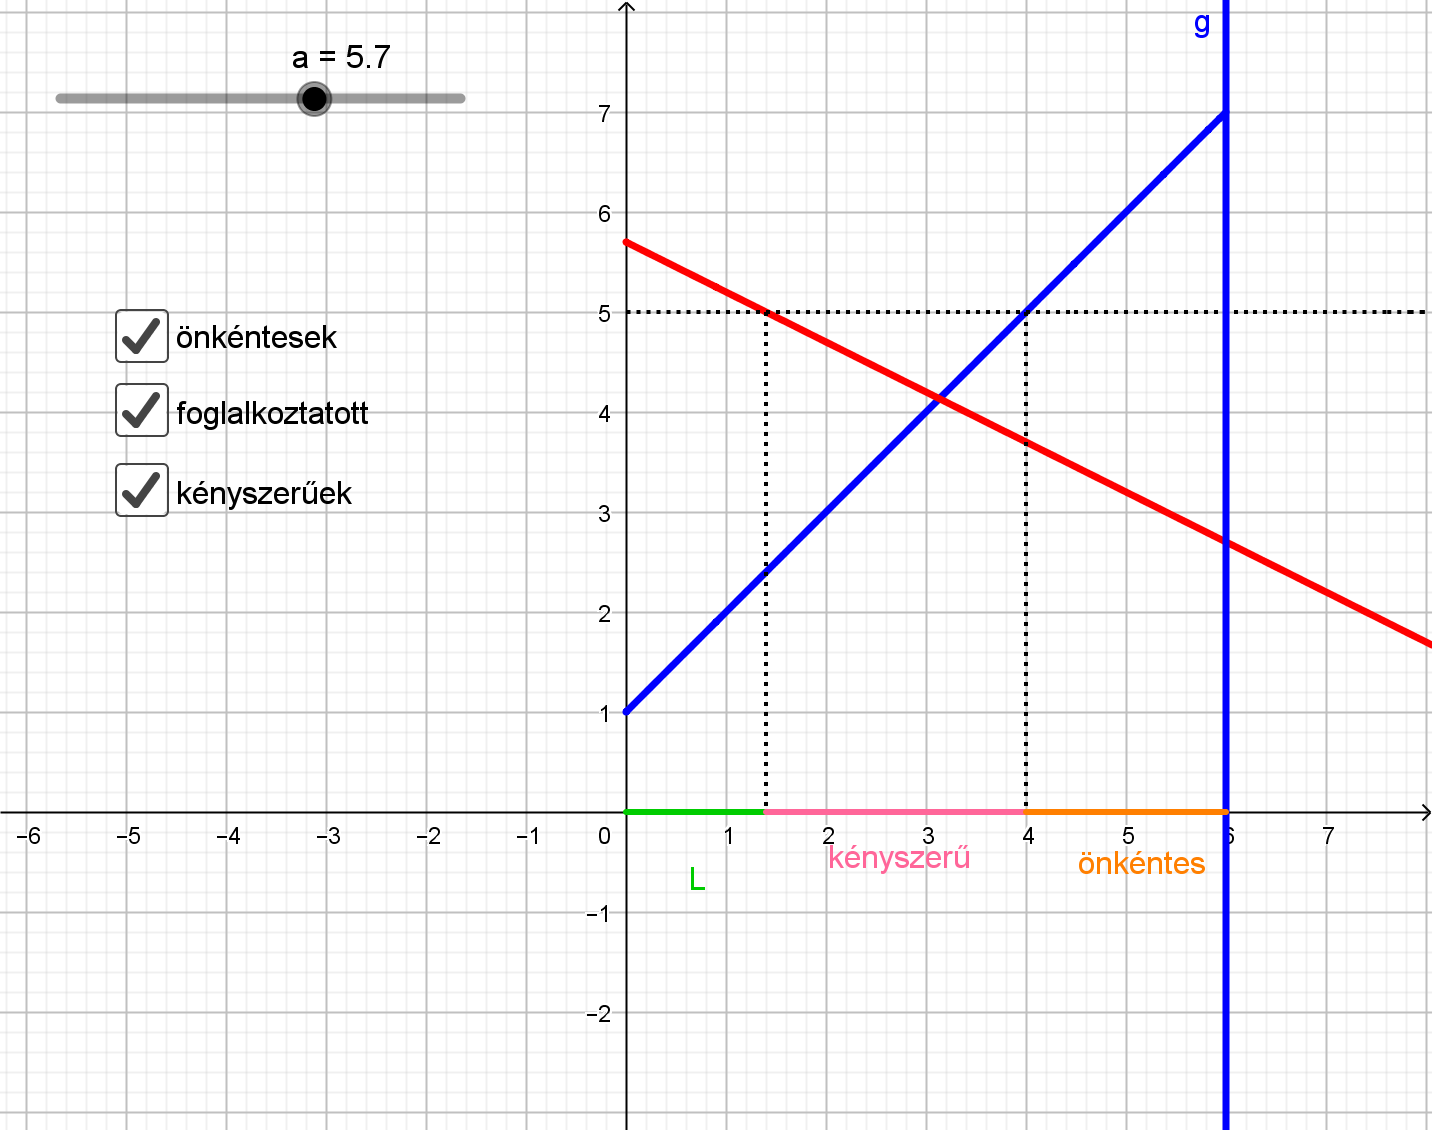 g
a = 5.7
7
6
5
önkéntesek
foglalkoztatott
4
kényszerűek
3
2
1
−6 −5 −4 −3 −2 −1 0 1 2 3 4 5 6 7
kényszerű önkéntes
L
−1
−2